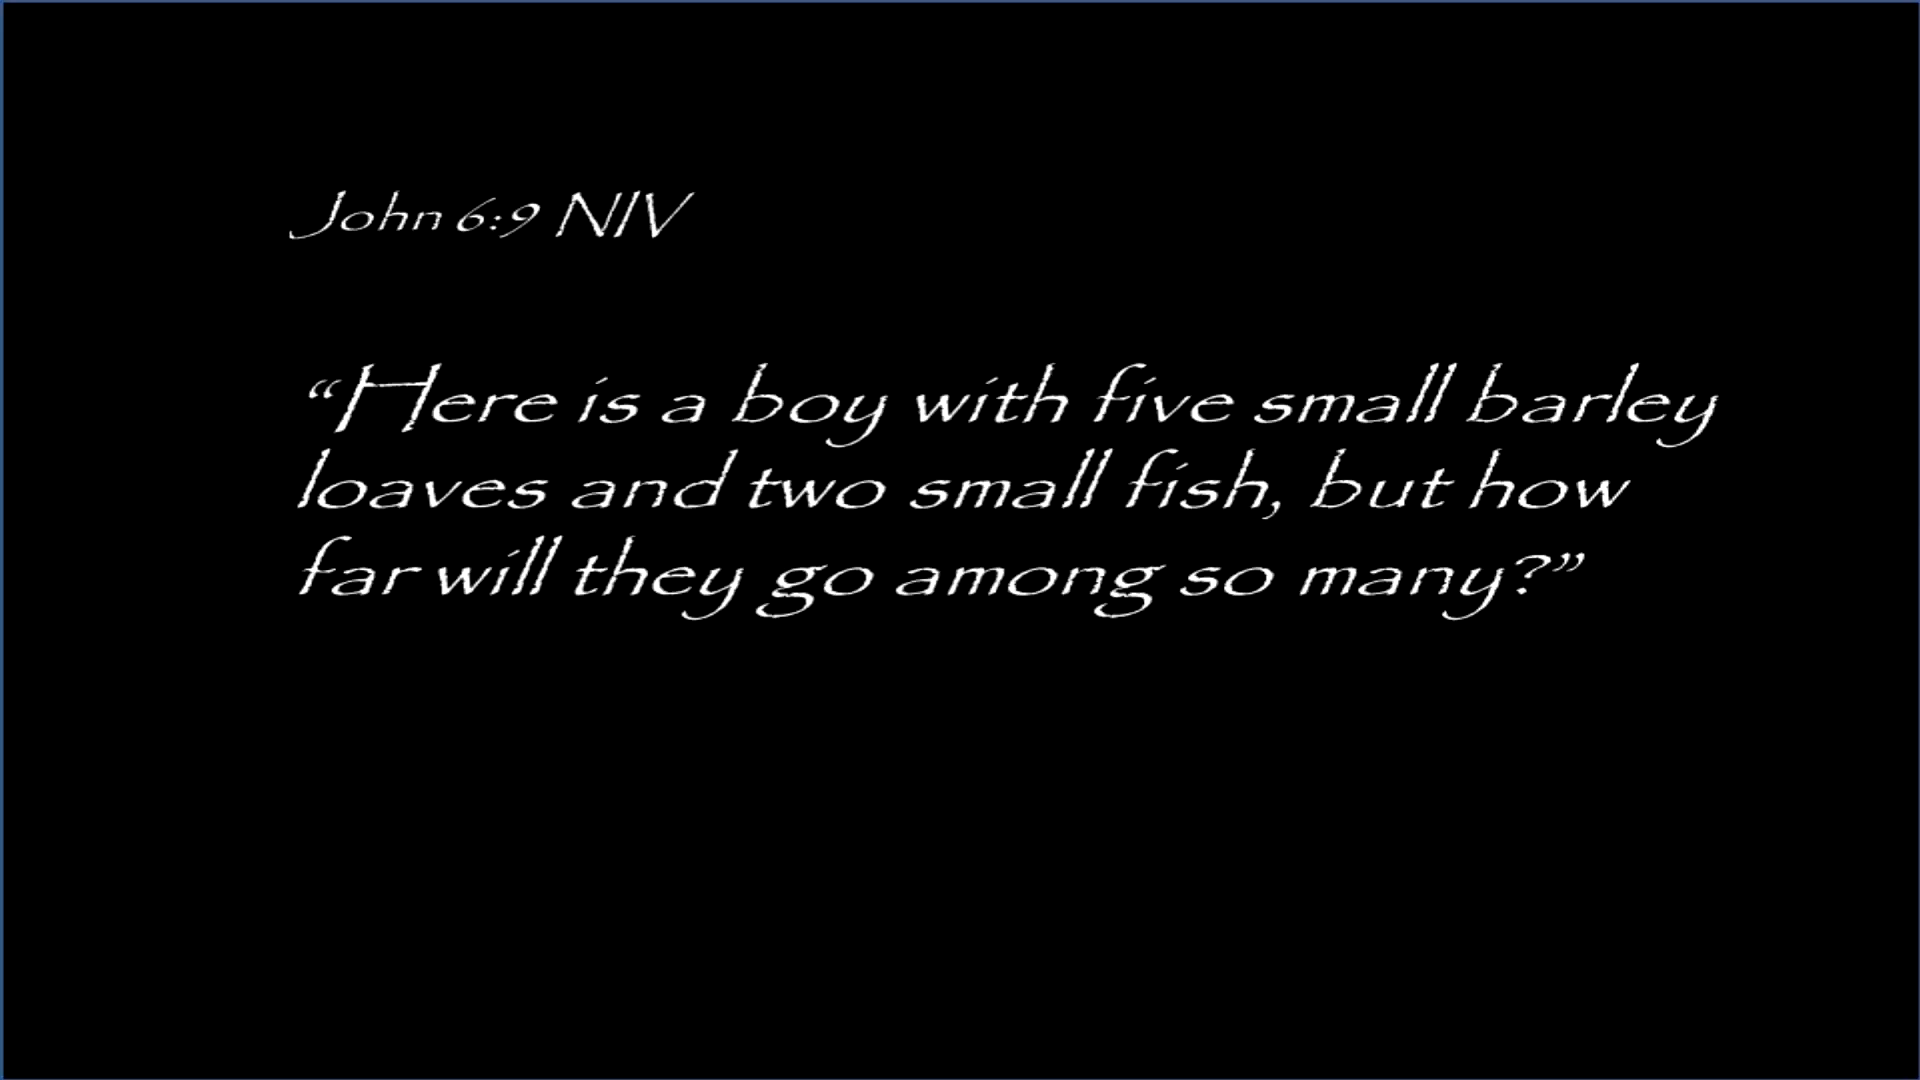 John 6:9 NIV
“Here is a boy with five small barley
loaves and two small fish, but how
far will they go among so many?”